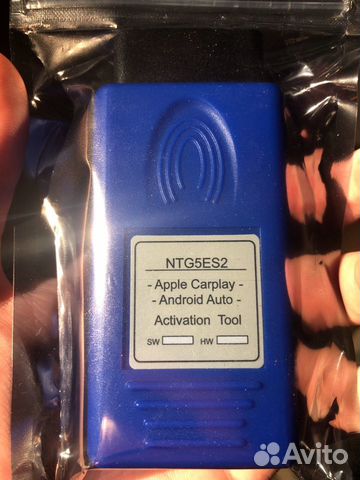 NTG5ES2
- Apple Carplay -
- Android Auto -
Activation Tool
SW HW
Avito